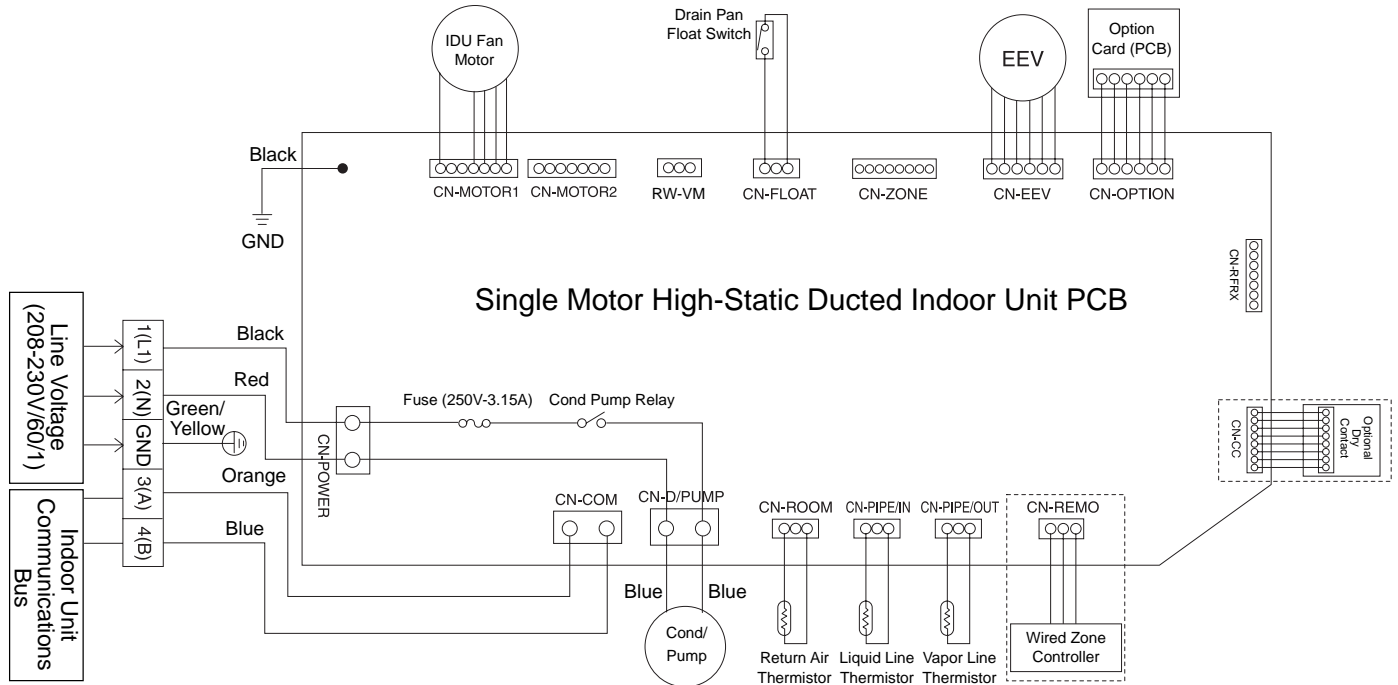 Drain Pan
Float Switch
IDU Fan
Motor
EEV
Option
Card (PCB)
Black
GND
CN-MOTOR1
CN-MOTOR2
RW-VM
CN-FLOAT
CN-ZONE
CN-EEV
CN-OPTION
CN-RFRX
Single Motor High-Static Ducted Indoor Unit PCB
Line Voltage
(208-230V/60/1)
1(L1)
2(N)
GND
3(A)
4(B)
Black
Red
Green/
Yellow
Orange
Blue
Indoor Unit
Communications
Bus
CN-POWER
Fuse (250V-3.15A)
Cond Pump Relay
CN-CC
Optional
Dry
Contact
CN-COM
CN-D/PUMP
CN-ROOM
CN-PIPE/IN
CN-PIPE/OUT
CN-REMO
Blue
Blue
Cond/
Pump
Return Air
Thermistor
Liquid Line
Thermistor
Vapor Line
Thermistor
Wired Zone
Controller